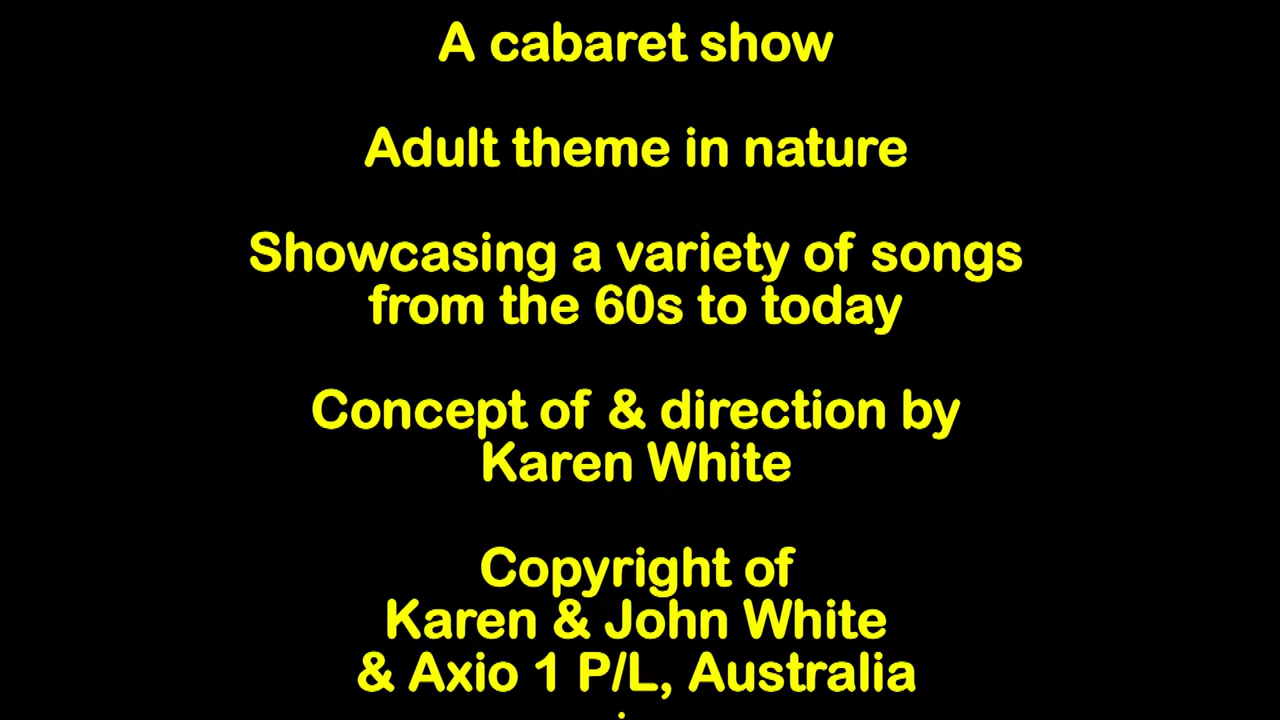 A cabaret show
Adult theme in nature
Showcasing a variety of songs
from the 60s to today
Concept of & direction by
Karen White
Copyright of
Karen & John White
& Axio 1 P/L, Australia